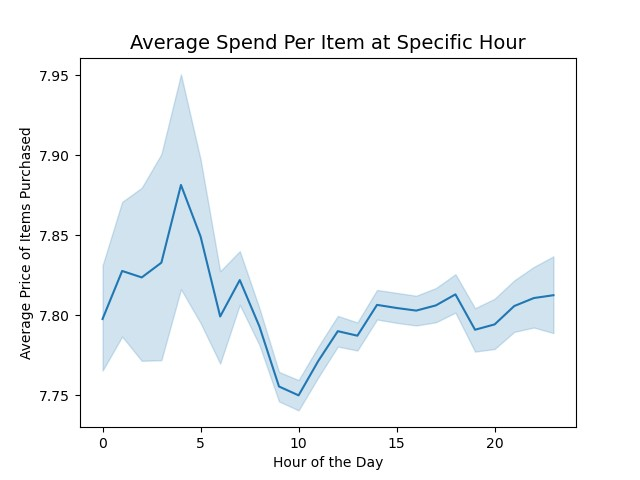 Average Spend Per Item at Specific Hour
Average Price of Items Purchased
7.95
7.90
7.85
7.80
7.75
0 5 10 15 20
Hour of the Day